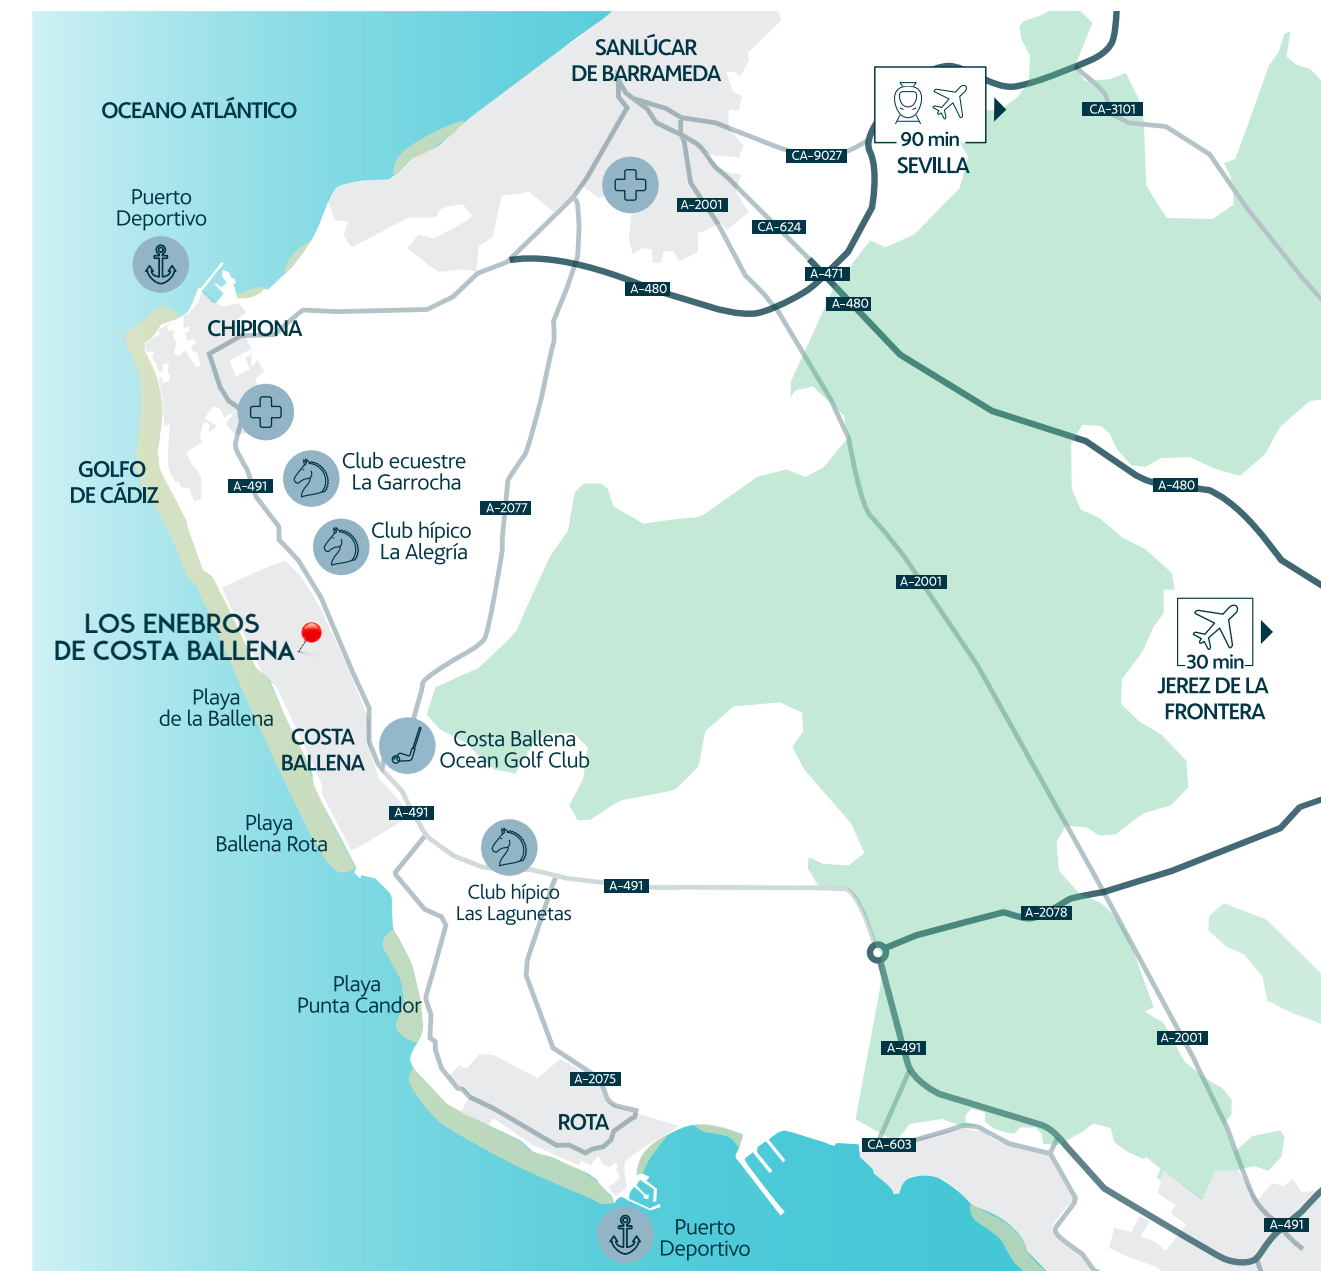 SANLÚCAR
DE BARRAMEDA
OCEANO ATLÁNTICO
CA-3101
90 min
SEVILLA
CA-9027
Puerto
Deportivo
A-2001
CA-624
A-471
A-480
A-480
CHIPIONA
Club ecuestre
La Garrocha
GOLFO
DE CÁDIZ
A-491
A-480
A-2077
Club hípico
La Alegría
A-2001
LOS ENEBROS
DE COSTA BALLENA
30 min
JEREZ DE LA
FRONTERA
Playa
de la Ballena
COSTA
BALLENA
Costa Ballena
Ocean Golf Club
A-491
Playa
Ballena Rota
A-491
Club hípico
Las Lagunetas
A-2078
Playa
Punta Candor
A-491
A-2001
A-2075
ROTA
CA-603
Puerto
Deportivo
A-491